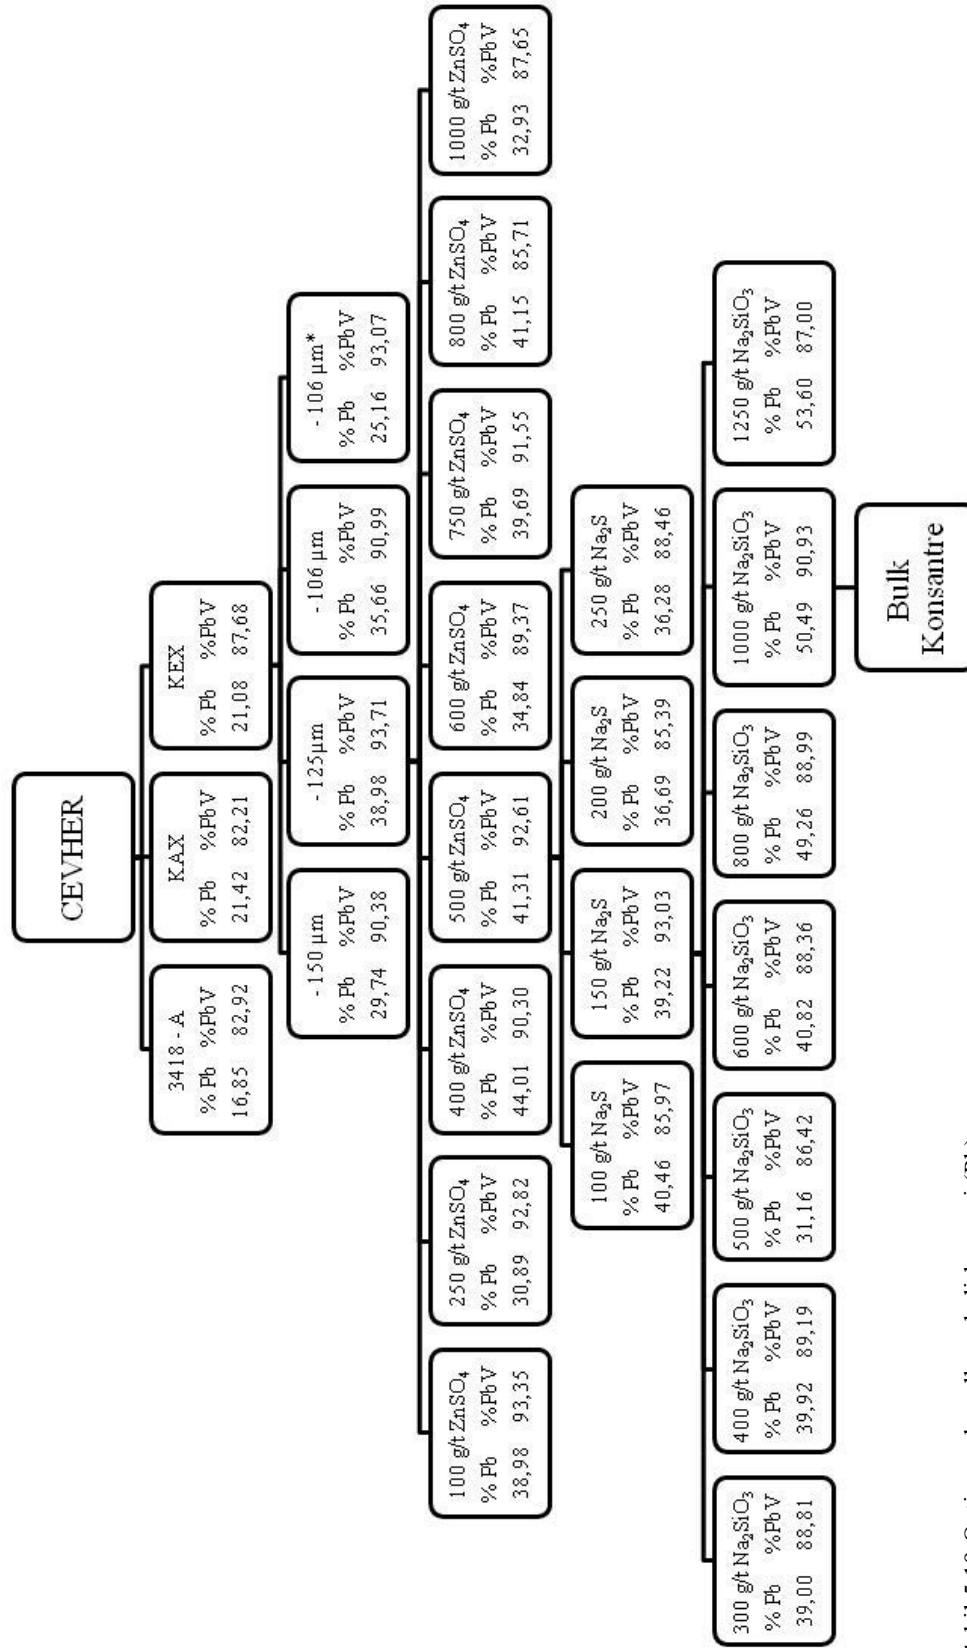 CEVHER
3418 - A
% Pb %PbV
16,85 82,92
KAX
% Pb %PbV
21,42 82,21
KEX
% Pb %PbV
21,08 87,68
-150 µm
% Pb %PbV
29,74 90,38
-125µm
% Pb %PbV
38,98 93,71
-106 µm
% Pb %PbV
35,66 90,99
-106 µm*
% Pb %PbV
25,16 93,07
100 g/t ZnSO₄
% Pb %PbV
38,98 93,35
250 g/t ZnSO₄
% Pb %PbV
30,89 92,82
400 g/t ZnSO₄
% Pb %PbV
44,01 90,30
500 g/t ZnSO₄
% Pb %PbV
41,31 92,61
600 g/t ZnSO₄
% Pb %PbV
34,84 89,37
750 g/t ZnSO₄
% Pb %PbV
39,69 91,55
800 g/t ZnSO₄
% Pb %PbV
41,15 85,71
1000 g/t ZnSO₄
% Pb %PbV
32,93 87,65
100 g/t Na₂S
% Pb %PbV
40,46 85,97
150 g/t Na₂S
% Pb %PbV
39,22 93,03
200 g/t Na₂S
% Pb %PbV
36,69 85,39
250 g/t Na₂S
% Pb %PbV
36,28 88,46
300 g/t Na₂SiO₃
% Pb %PbV
39,00 88,81
400 g/t Na₂SiO₃
% Pb %PbV
39,92 89,19
500 g/t Na₂SiO₃
% Pb %PbV
31,16 86,42
600 g/t Na₂SiO₃
% Pb %PbV
40,82 88,36
800 g/t Na₂SiO₃
% Pb %PbV
49,26 88,99
1000 g/t Na₂SiO₃
% Pb %PbV
50,49 90,93
1250 g/t Na₂SiO₃
% Pb %PbV
53,60 87,00
Bulk
Konsantre